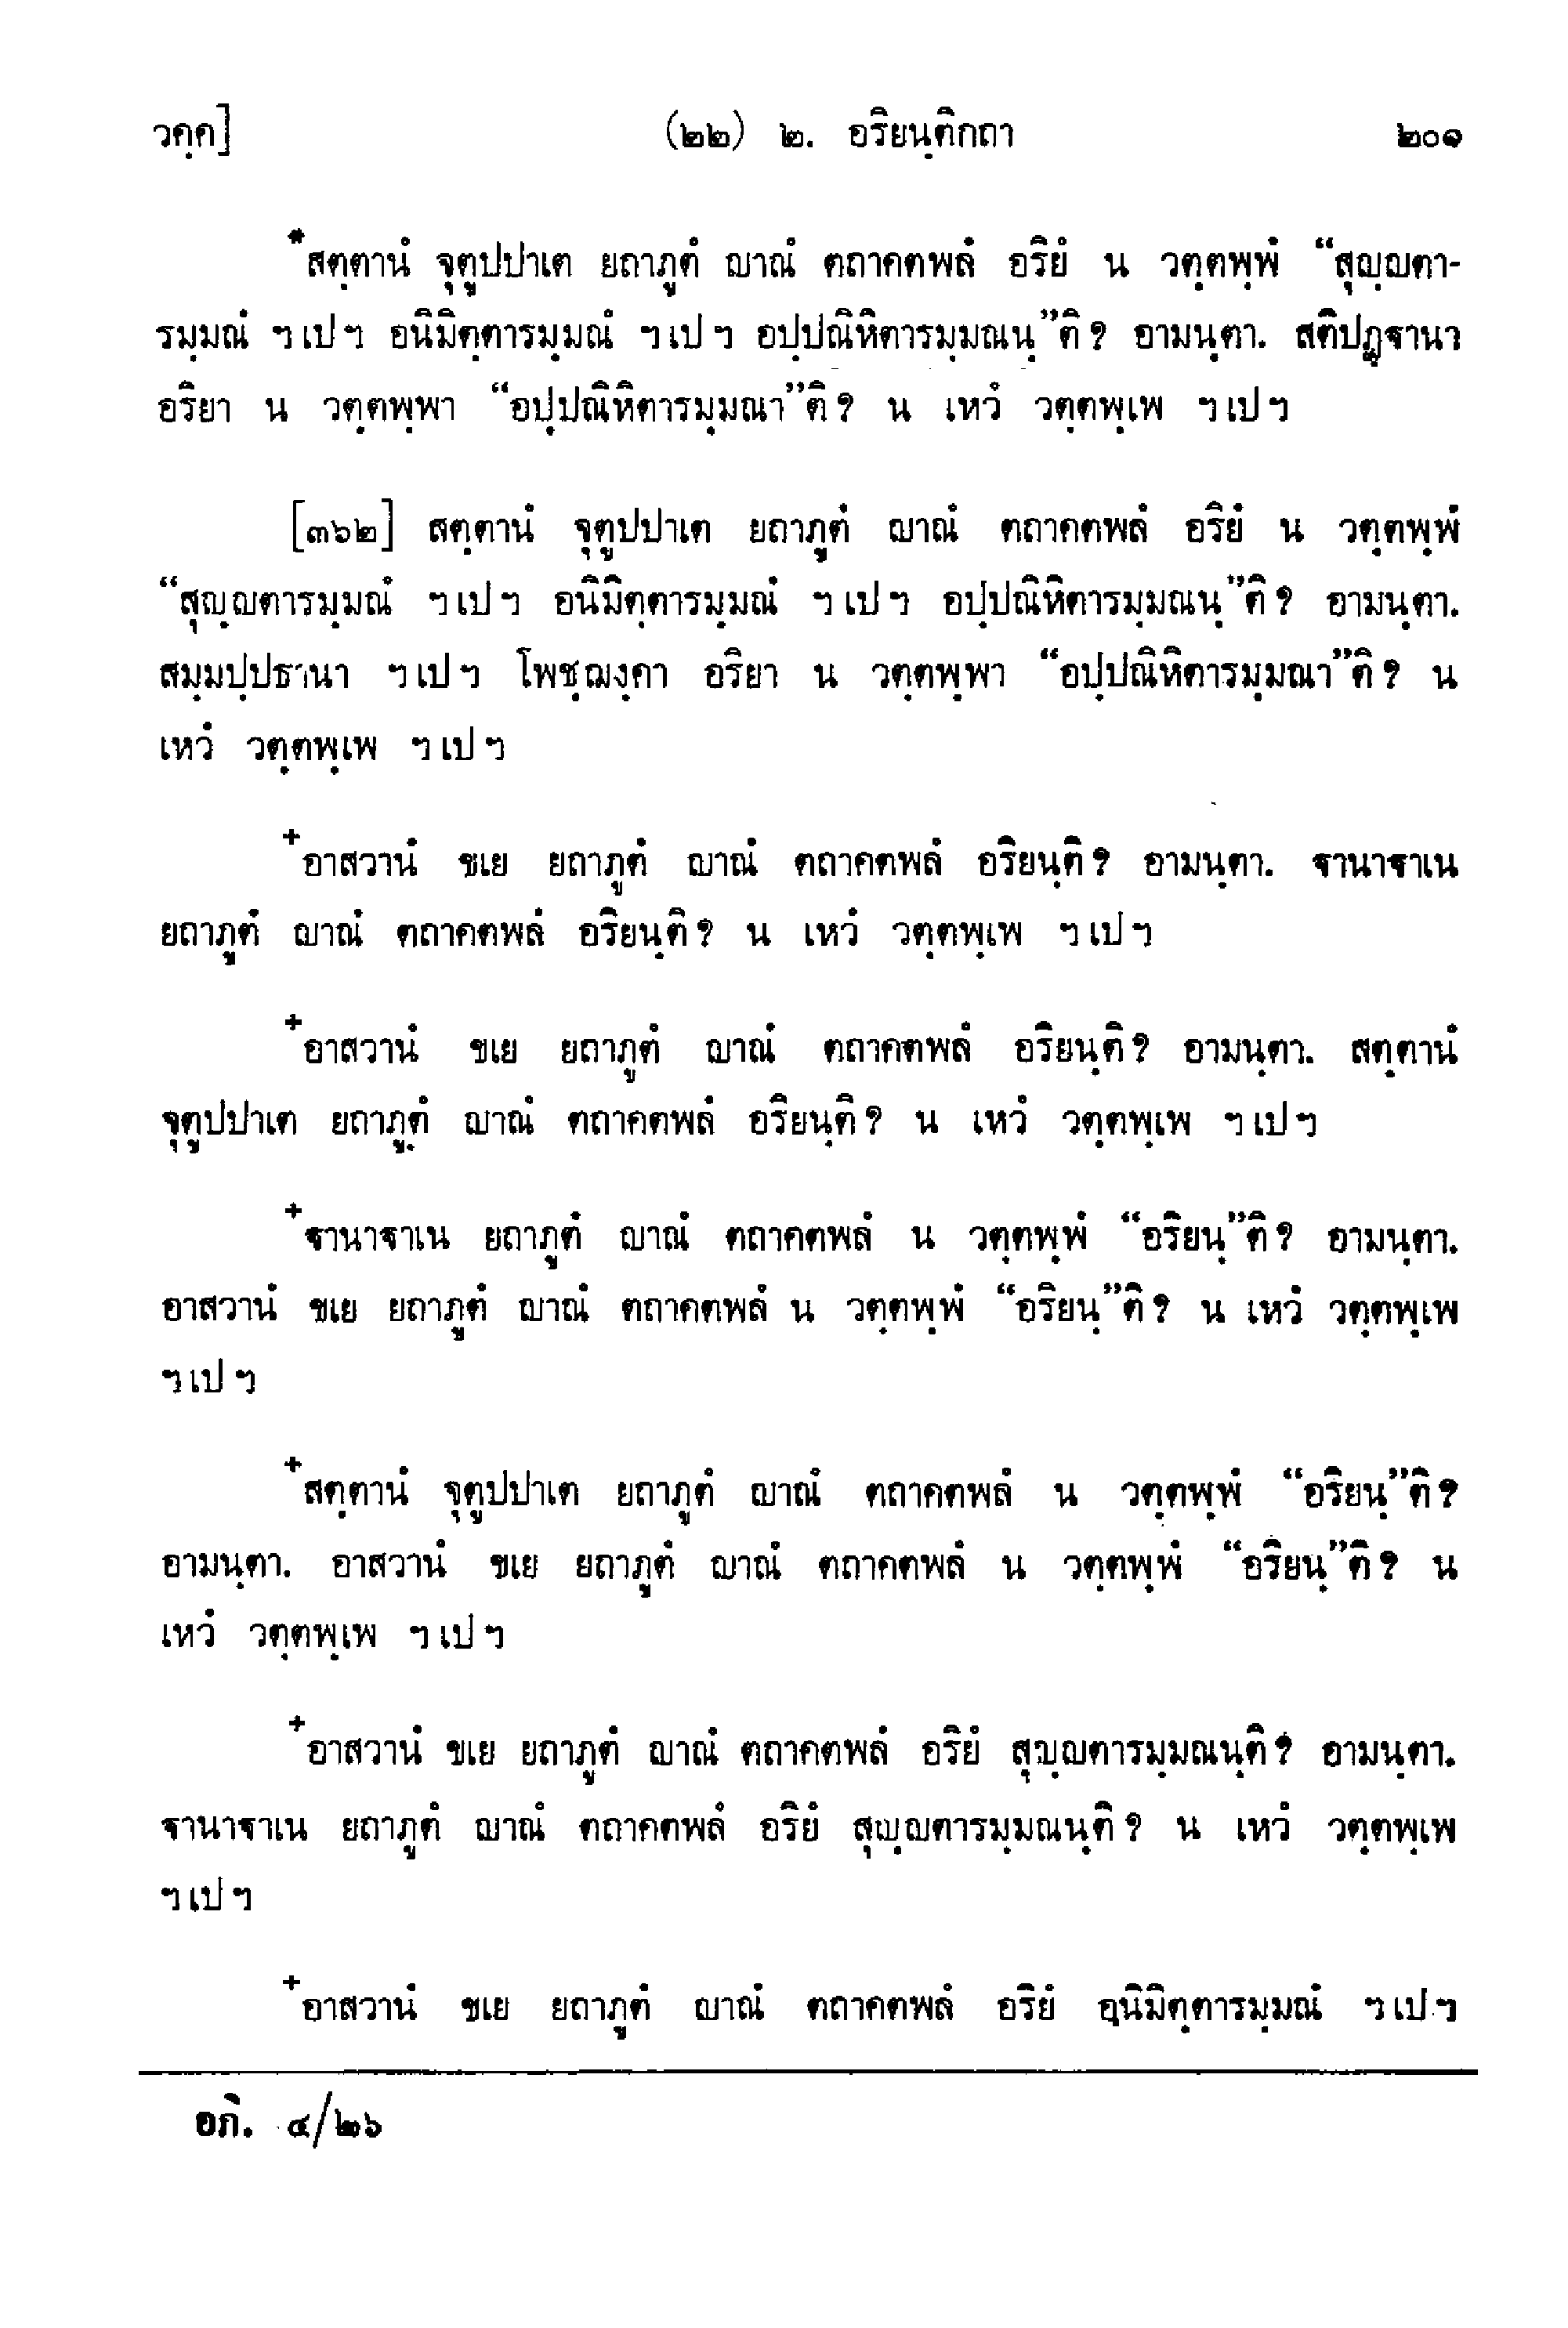 วคฺค]
(๒๒) ๒. อริยนฺติกถา
๒๐๑
*สตฺตานํ จุตูปปาเต ยถาภูตํ ญาณํ ตถาคตพลํ อริยํ น วตฺตพฺพํ “สุญฺญตา-
รมฺมณํ ฯ เป ฯ อนิมิตฺตารมฺมณํ ฯ เป ฯ อปฺปณิหิตารมฺมณนฺ”ติ ? อามนฺตา. สติปฏฺฐานา
อริยา น วตฺตพฺพา “อปฺปณิหิตารมฺมณา”ติ ? น เหวํ วตฺตพฺเพ ฯ เป ฯ
[๓๖๒] สตฺตานํ จุตูปปาเต ยถาภูตํ ญาณํ ตถาคตพลํ อริยํ น วตฺตพฺพํ
“สุญฺญตารมฺมณํ ฯ เป ฯ อนิมิตฺตารมฺมณํ ฯ เป ฯ อปฺปณิหิตารมฺมณนฺ”ติ ? อามนฺตา.
สมฺมปฺปธานา ฯ เป ฯ โพชฺฌงฺคา อริยา น วตฺตพฺพา “อปฺปณิหิตารมฺมณา”ติ ? น
เหวํ วตฺตพฺเพ ฯ เป ฯ
+อาสวานํ ขเย ยถาภูตํ ญาณํ ตถาคตพลํ อริยนฺติ ? อามนฺตา. ฐานาฐาเน
ยถาภูตํ ญาณํ ตถาคตพลํ อริยนฺติ ? น เหวํ วตฺตพฺเพ ฯ เป ฯ
+อาสวานํ ขเย ยถาภูตํ ญาณํ ตถาคตพลํ อริยนฺติ ? อามนฺตา. สตฺตานํ
จุตูปปาเต ยถาภูตํ ญาณํ ตถาคตพลํ อริยนฺติ ? น เหวํ วตฺตพฺเพ ฯ เป ฯ
+ฐานาฐาเน ยถาภูตํ ญาณํ ตถาคตพลํ น วตฺตพฺพํ “อริยนฺ”ติ ? อามนฺตา.
อาสวานํ ขเย ยถาภูตํ ญาณํ ตถาคตพลํ น วตฺตพฺพํ “อริยนฺ”ติ ? น เหวํ วตฺตพฺเพ
ฯ เป ฯ
+สตฺตานํ จุตูปปาเต ยถาภูตํ ญาณํ ตถาคตพลํ น วตฺตพฺพํ “อริยนฺ”ติ ?
อามนฺตา. อาสวานํ ขเย ยถาภูตํ ญาณํ ตถาคตพลํ น วตฺตพฺพํ “อริยนฺ”ติ ? น
เหวํ วตฺตพฺเพ ฯ เป ฯ
+อาสวานํ ขเย ยถาภูตํ ญาณํ ตถาคตพลํ อริยํ สุญฺญตารมฺมณนฺติ ? อามนฺตา.
ฐานาฐาเน ยถาภูตํ ญาณํ ตถาคตพลํ อริยํ สุญฺญตารมฺมณนฺติ ? น เหวํ วตฺตพฺเพ
ฯ เป ฯ
+อาสวานํ ขเย ยถาภูตํ ญาณํ ตถาคตพลํ อริยํ อนิมิตฺตารมฺมณํ ฯ เป ฯ
อภิ. ๔/๒๖